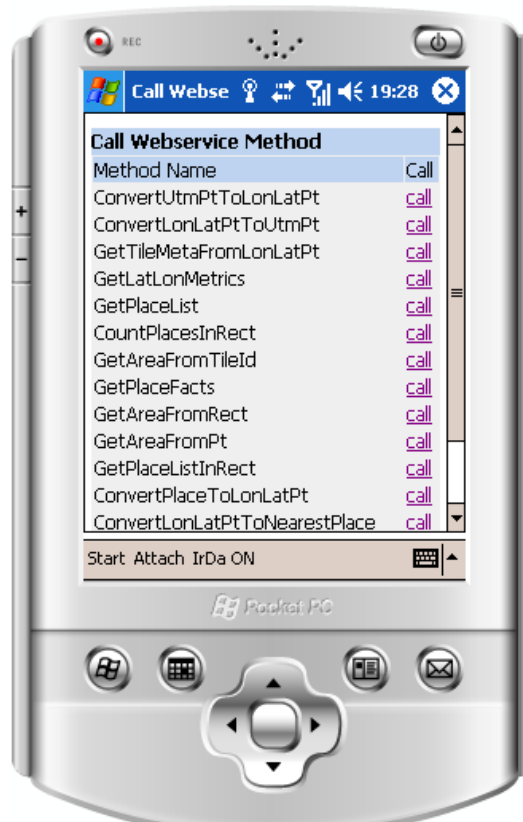 REC
Call Webse 19:28
Call Webservice Method
Method Name Call
ConvertUtmPtToLonLatPt call
ConvertLonLatPtToUtmPt call
GetTileMetaFromLonLatPt call
GetLatLonMetrics call
GetPlaceList call
CountPlacesInRect call
GetAreaFromTileId call
GetPlaceFacts call
GetAreaFromRect call
GetAreaFromPt call
GetPlaceListInRect call
ConvertPlaceToLonLatPt call
ConvertLonLatPtToNearestPlace call
Start Attach IrDa ON
Pocket PC